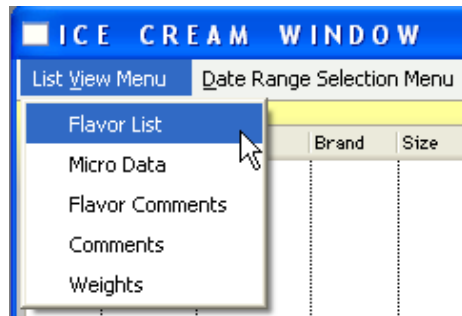 ICE CREAM WINDOW
List View Menu Date Range Selection Menu
Flavor List
Brand Size
Micro Data
Flavor Comments
Comments
Weights